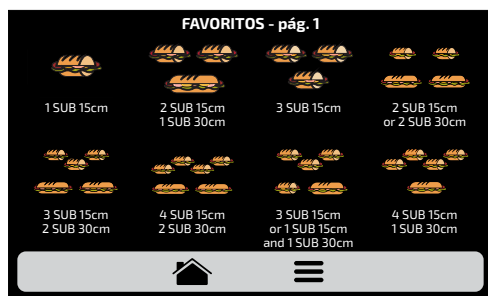 FAVORITOS - pág. 1
1 SUB 15cm
2 SUB 15cm
1 SUB 30cm
3 SUB 15cm
2 SUB 15cm
or 2 SUB 30cm
3 SUB 15cm
2 SUB 30cm
4 SUB 15cm
2 SUB 30cm
3 SUB 15cm
or 1 SUB 15cm
and 1 SUB 30cm
4 SUB 15cm
1 SUB 30cm